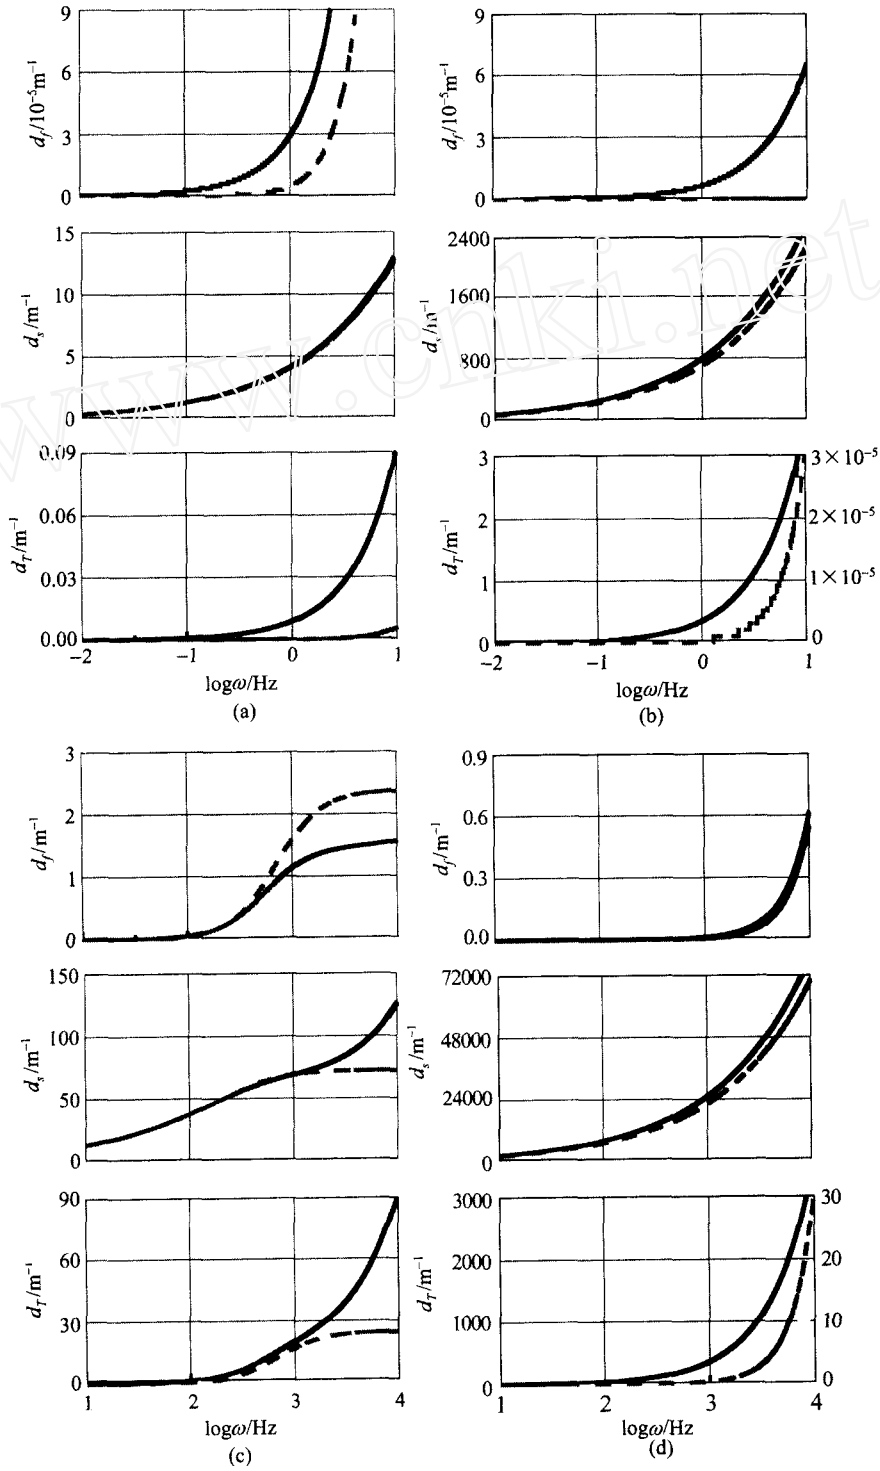 9
6
3
0
d_f/10⁻⁵m⁻¹
9
6
3
0
d_f/10⁻⁵m⁻¹
15
10
5
0
d_s/m⁻¹
2400
1600
800
0
d_s/m⁻¹
www.cnki.net
0.09
0.06
0.03
0.00
d_T/m⁻¹
−2 −1 0 1
logω/Hz
(a)
3
2
1
0
d_T/m⁻¹
3×10⁻⁵
2×10⁻⁵
1×10⁻⁵
0
−2 −1 0 1
logω/Hz
(b)
3
2
1
0
d_f/m⁻¹
0.9
0.6
0.3
0.0
d_f/m⁻¹
150
100
50
0
d_s/m⁻¹
72000
48000
24000
0
d_s/m⁻¹
90
60
30
0
d_T/m⁻¹
1 2 3 4
logω/Hz
(c)
3000
2000
1000
0
d_T/m⁻¹
30
20
10
0
1 2 3 4
logω/Hz
(d)